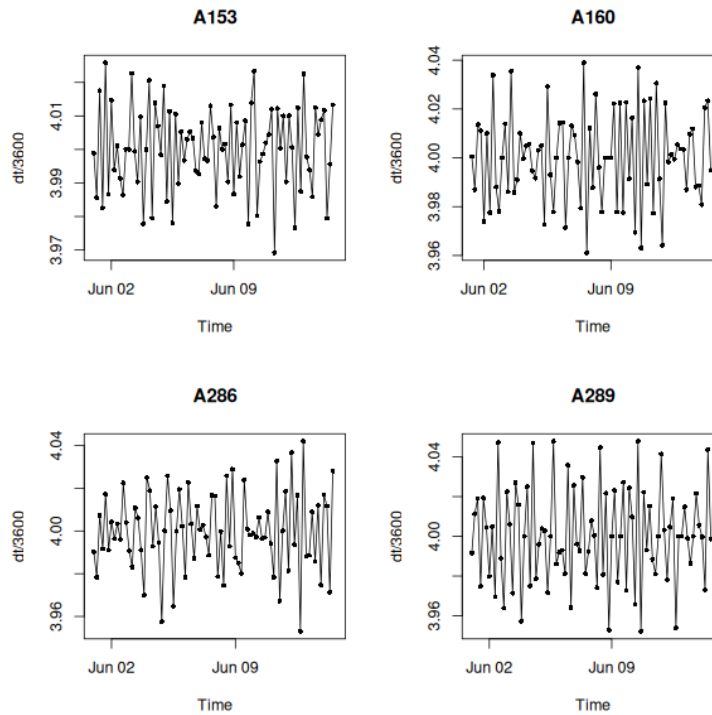 A153
dt/3600
4.01
3.99
3.97
Jun 02 Jun 09
Time
A160
dt/3600
4.04
4.02
4.00
3.98
3.96
Jun 02 Jun 09
Time
A286
dt/3600
4.04
4.00
3.96
Jun 02 Jun 09
Time
A289
dt/3600
4.04
4.00
3.96
Jun 02 Jun 09
Time